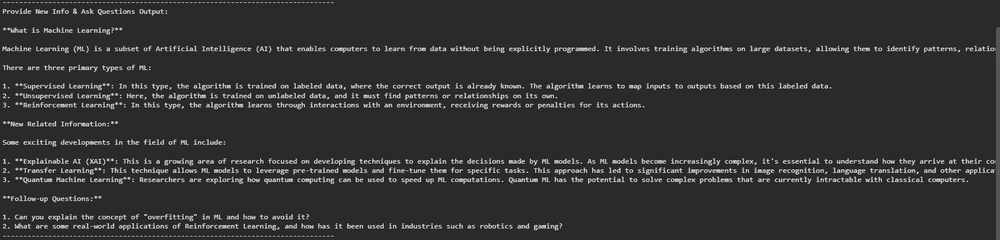 --------------------------------------------------------------------------------
Provide New Info & Ask Questions Output:
**What is Machine Learning?**
Machine Learning (ML) is a subset of Artificial Intelligence (AI) that enables computers to learn from data without being explicitly programmed. It involves training algorithms on large datasets, allowing them to identify patterns,
There are three primary types of ML:
1. **Supervised Learning**: In this type, the algorithm is trained on labeled data, where the correct output is already known. The algorithm learns to map inputs to outputs based on this labeled data.
2. **Unsupervised Learning**: Here, the algorithm is trained on unlabeled data, and it must find patterns or relationships on its own.
3. **Reinforcement Learning**: In this type, the algorithm learns through interactions with an environment, receiving rewards or penalties for its actions.
**New Related Information:**
Some exciting developments in the field of ML include:
1. **Explainable AI (XAI)**: This is a growing area of research focused on developing techniques to explain the decisions made by ML models. As ML models become increasingly complex, it's essential to understand how they arrive at their
2. **Transfer Learning**: This technique allows ML models to leverage pre-trained models and fine-tune them for specific tasks. This approach has led to significant improvements in image recognition, language translation, and other
3. **Quantum Machine Learning**: Researchers are exploring how quantum computing can be used to speed up ML computations. Quantum ML has the potential to solve complex problems that are currently intractable with classical computers.
**Follow-up Questions:**
1. Can you explain the concept of "overfitting" in ML and how to avoid it?
2. What are some real-world applications of Reinforcement Learning, and how has it been used in industries such as robotics and gaming?
--------------------------------------------------------------------------------